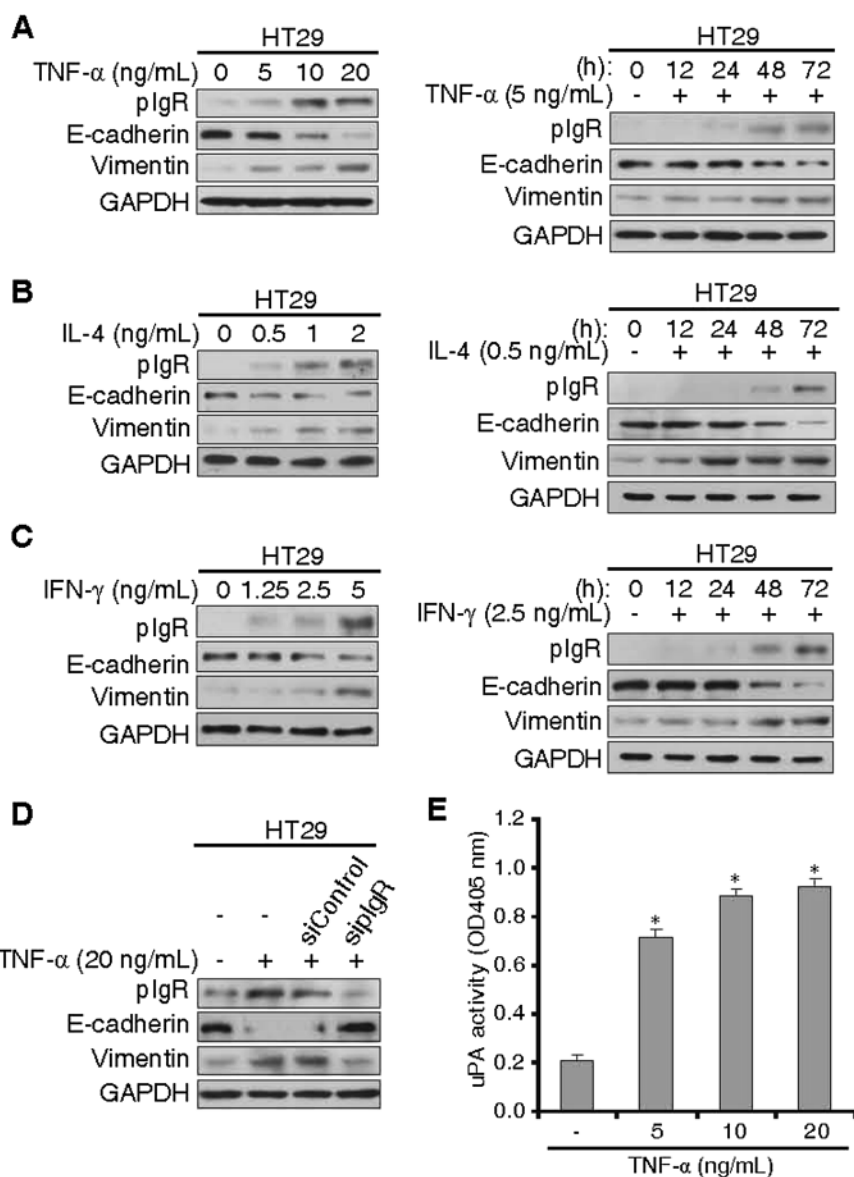 A
HT29
TNF-α (ng/mL) 0 5 10 20
pIgR
E-cadherin
Vimentin
GAPDH
HT29
(h): 0 12 24 48 72
TNF-α (5 ng/mL) - + + + +
pIgR
E-cadherin
Vimentin
GAPDH
B
HT29
IL-4 (ng/mL) 0 0.5 1 2
pIgR
E-cadherin
Vimentin
GAPDH
HT29
(h): 0 12 24 48 72
IL-4 (0.5 ng/mL) - + + + +
pIgR
E-cadherin
Vimentin
GAPDH
C
HT29
IFN-γ (ng/mL) 0 1.25 2.5 5
pIgR
E-cadherin
Vimentin
GAPDH
HT29
(h): 0 12 24 48 72
IFN-γ (2.5 ng/mL) - + + + +
pIgR
E-cadherin
Vimentin
GAPDH
D
HT29
- - siControl sipIgR
TNF-α (20 ng/mL) - + + +
pIgR
E-cadherin
Vimentin
GAPDH
E
uPA activity (OD405 nm)
1.2
1.0
0.8
0.6
0.4
0.2
0.0
* * *
- 5 10 20
TNF-α (ng/mL)